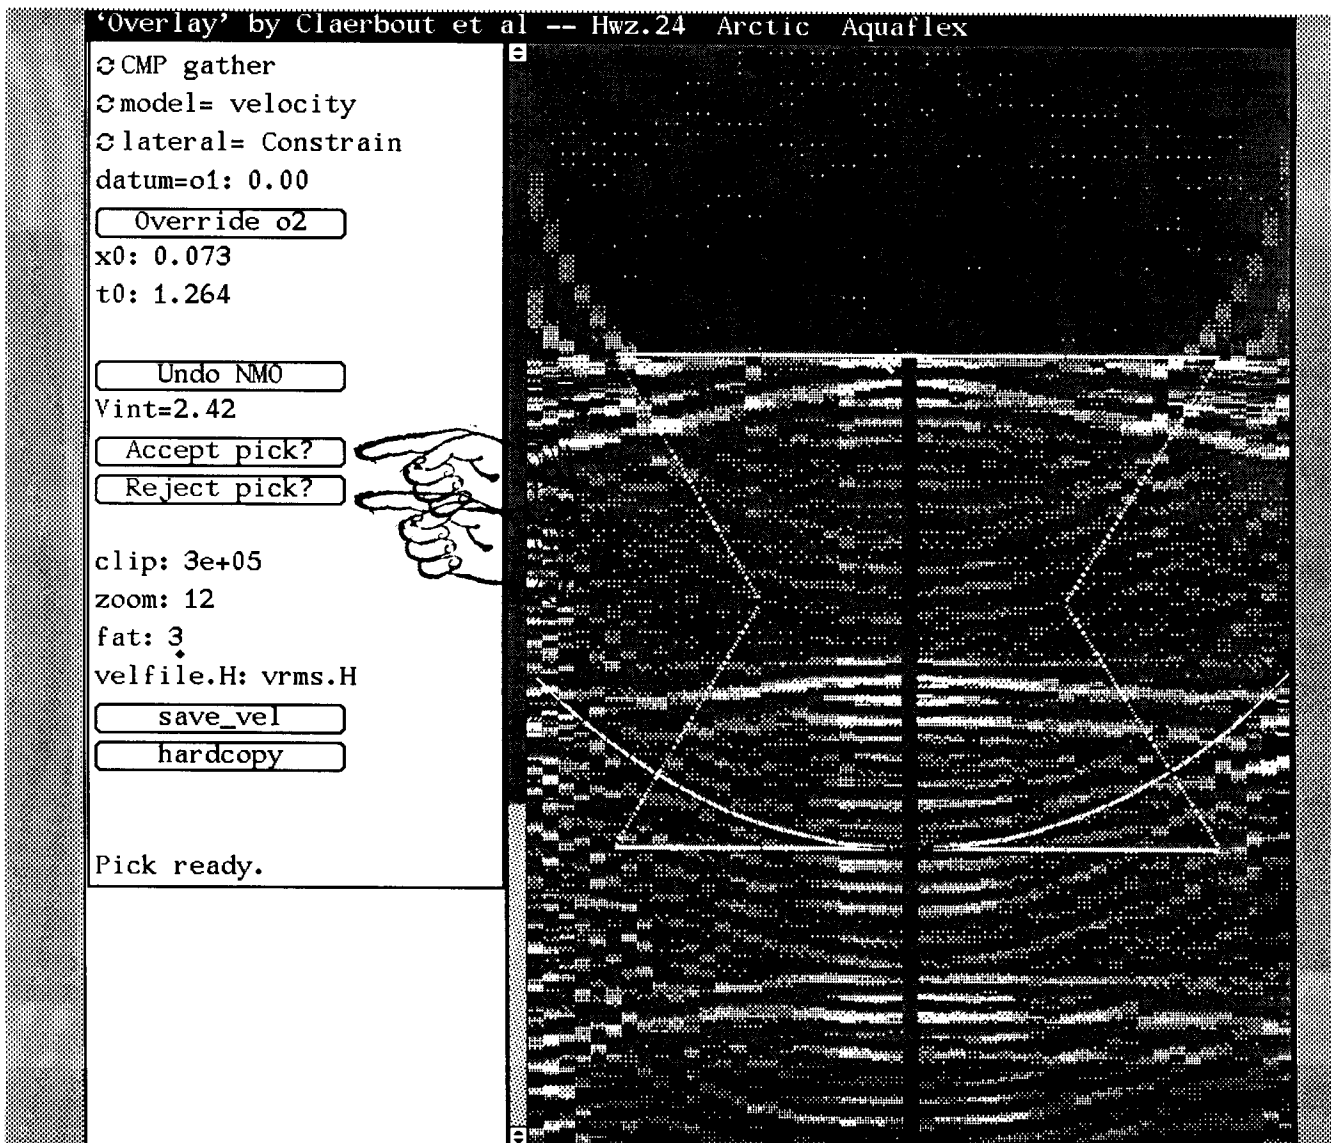 ‘Overlay’ by Claerbout et al -- Hwz.24 Arctic Aquaflex
CMP gather
model= velocity
lateral= Constrain
datum=o1: 0.00
Override o2
x0: 0.073
t0: 1.264
Undo NMO
Vint=2.42
Accept pick?
Reject pick?
clip: 3e+05
zoom: 12
fat: 3
velfile.H: vrms.H
save_vel
hardcopy
Pick ready.